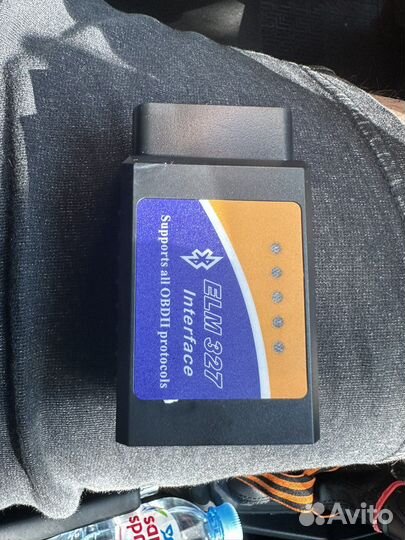 ELM 327
Interface
Supports all OBDII protocols
Avito